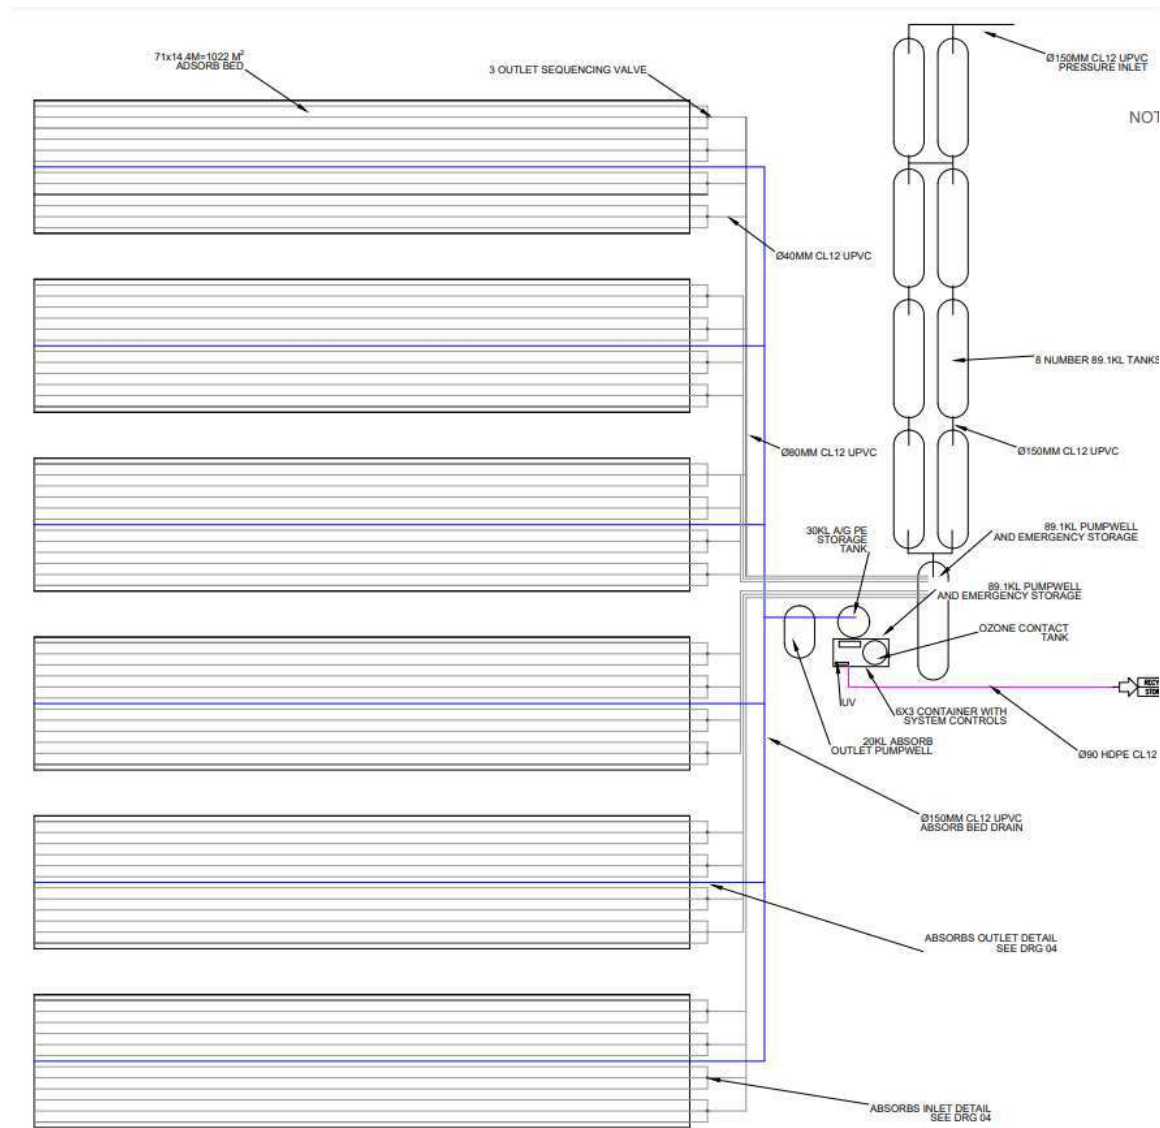 71x14.4M=1022 M²
ADSORB BED
3 OUTLET SEQUENCING VALVE
Ø150MM CL12 UPVC
PRESSURE INLET
NOT
Ø40MM CL12 UPVC
8 NUMBER 89.1KL TANKS
Ø80MM CL12 UPVC
Ø150MM CL12 UPVC
30KL A/G PE
STORAGE
TANK
89.1KL PUMPWELL
AND EMERGENCY STORAGE
89.1KL PUMPWELL
AND EMERGENCY STORAGE
OZONE CONTACT
TANK
RECY
STOR
UV
6X3 CONTAINER WITH
SYSTEM CONTROLS
20KL ABSORB
OUTLET PUMPWELL
Ø90 HDPE CL12
Ø150MM CL12 UPVC
ABSORB BED DRAIN
ABSORBS OUTLET DETAIL
SEE DRG 04
ABSORBS INLET DETAIL
SEE DRG 04